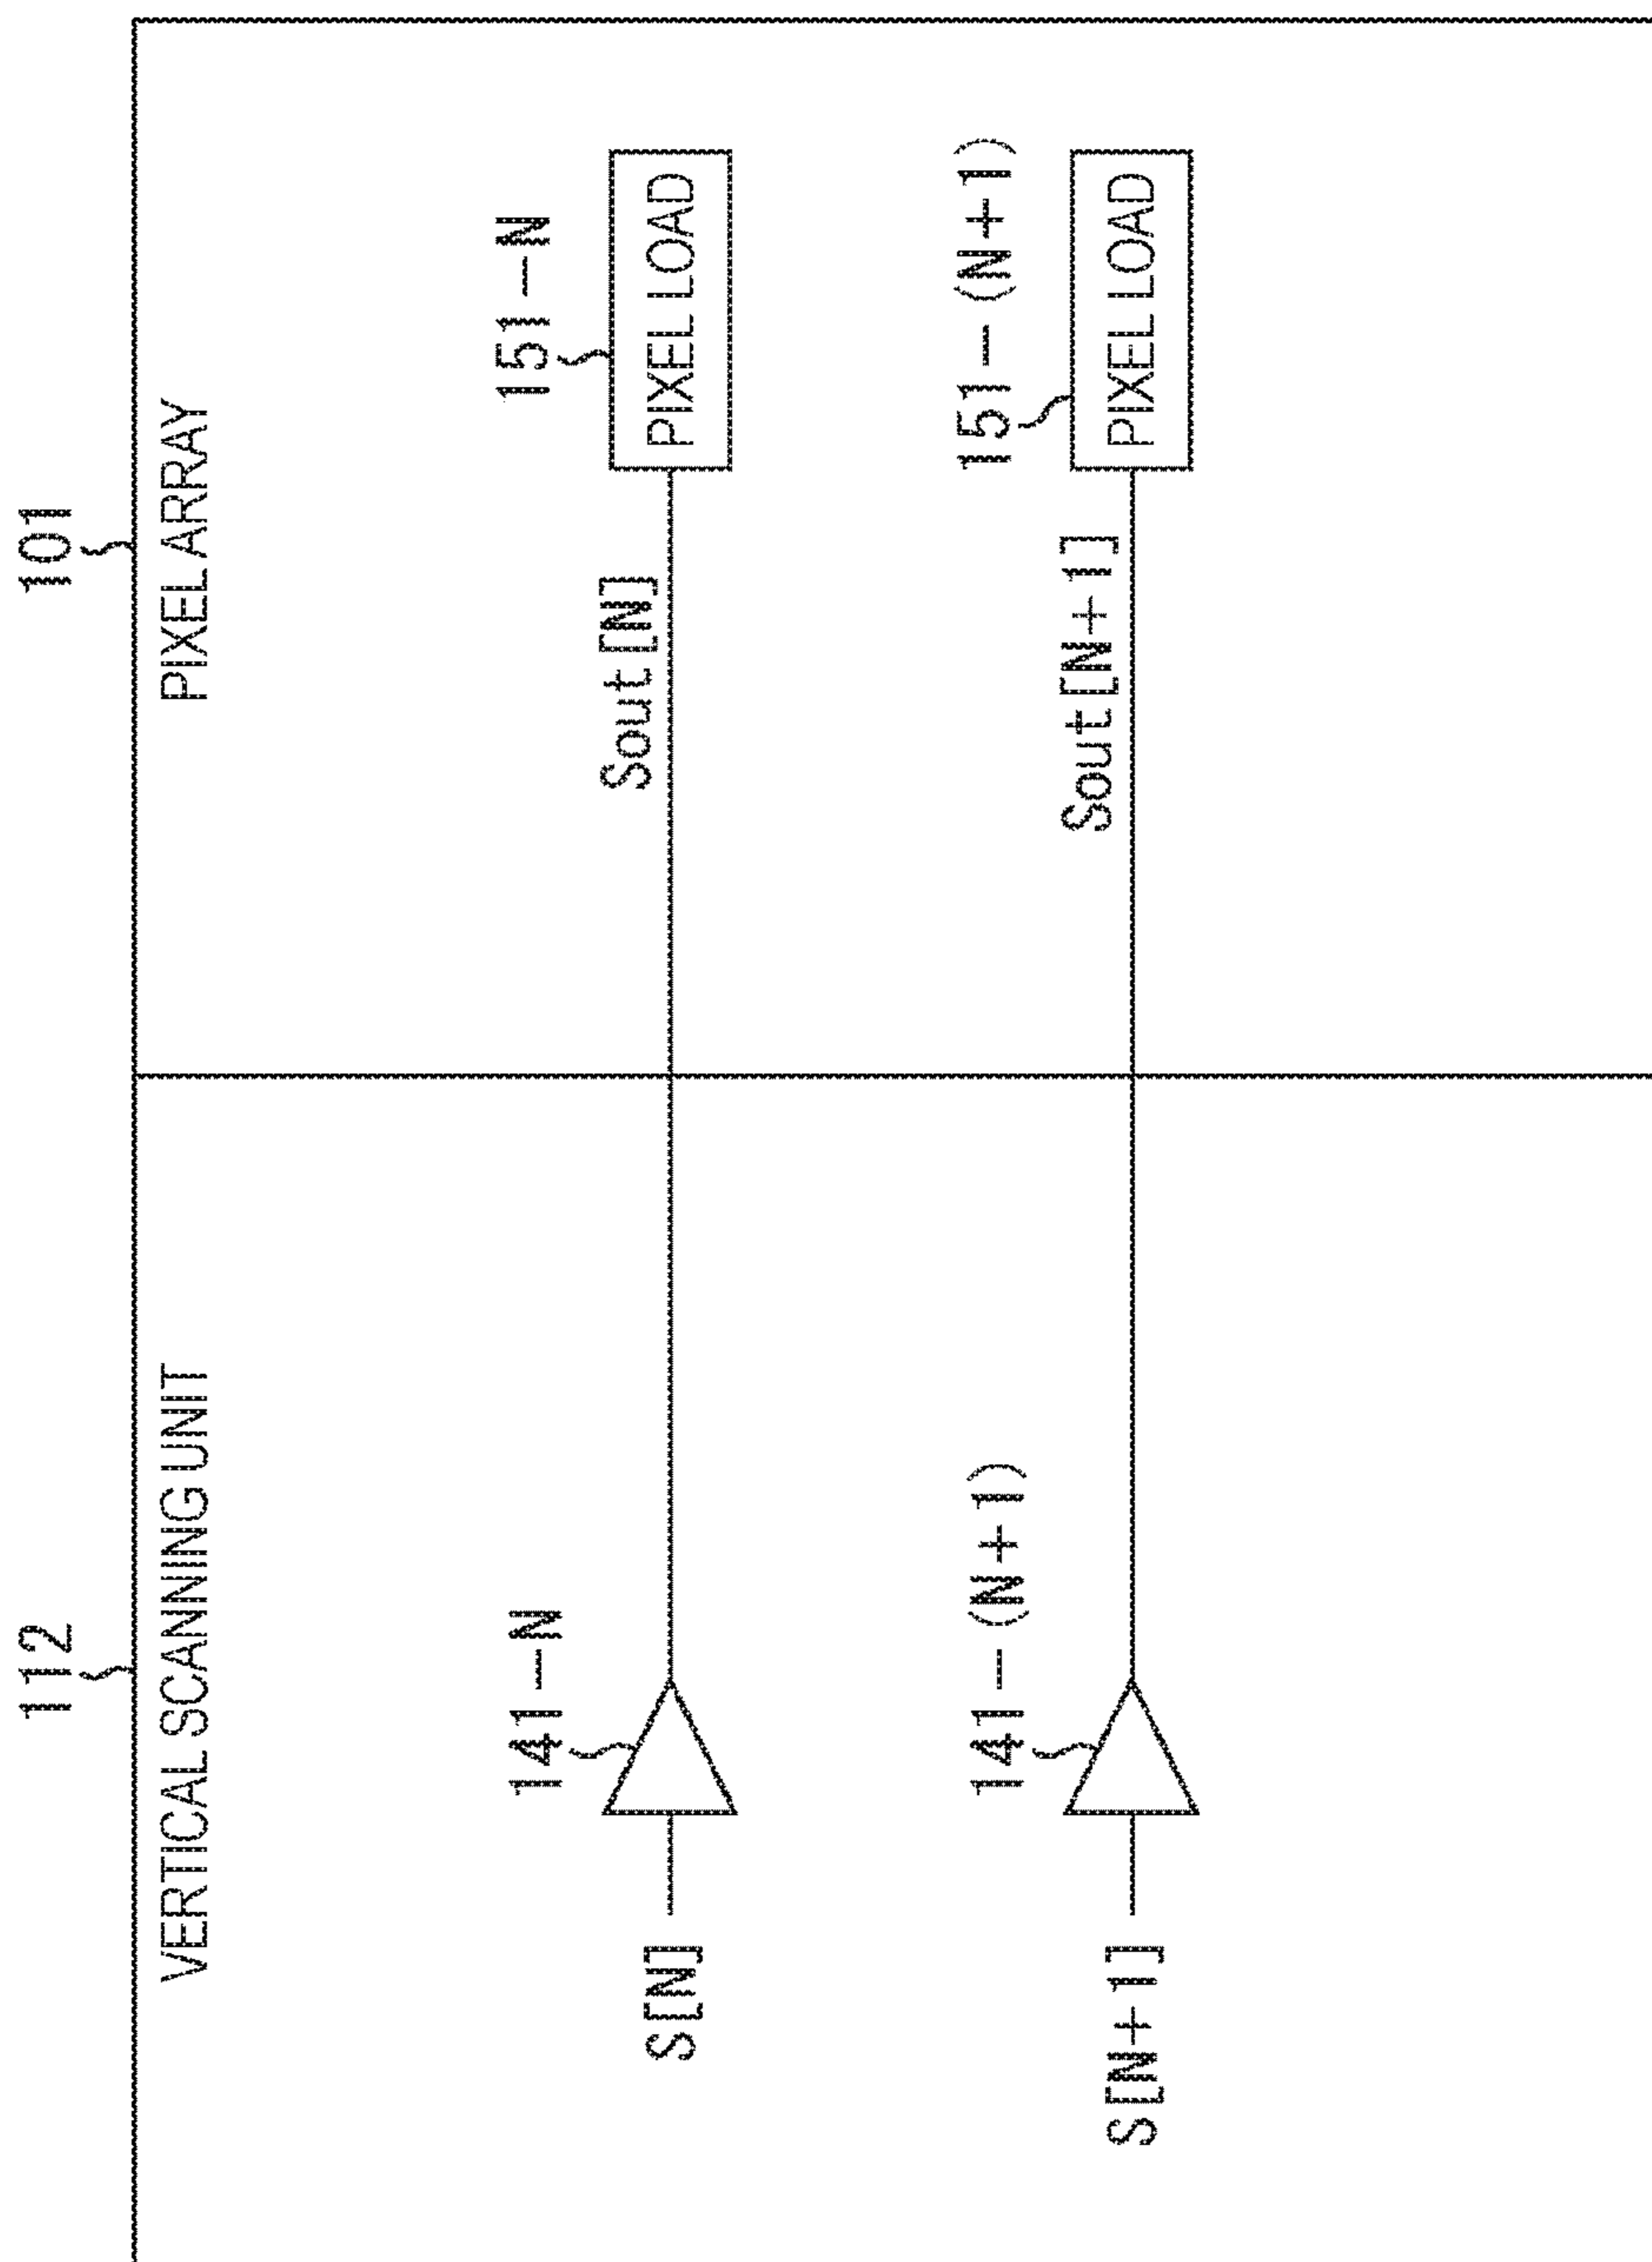 112
101
VERTICAL SCANNING UNIT
PIXEL ARRAY
141-N
151-N
S[N]
Sout[N]
PIXEL LOAD
141-(N+1)
151-(N+1)
S[N+1]
Sout[N+1]
PIXEL LOAD